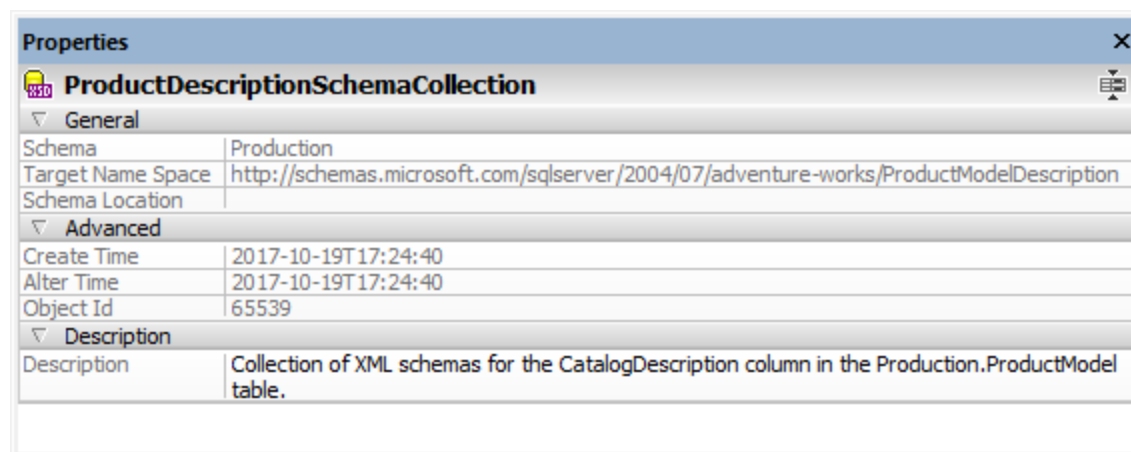 Properties
XSD ProductDescriptionSchemaCollection
General
Schema Production
Target Name Space http://schemas.microsoft.com/sqlserver/2004/07/adventure-works/ProductModelDescription
Schema Location
Advanced
Create Time 2017-10-19T17:24:40
Alter Time 2017-10-19T17:24:40
Object Id 65539
Description
Description Collection of XML schemas for the CatalogDescription column in the Production.ProductModel
table.